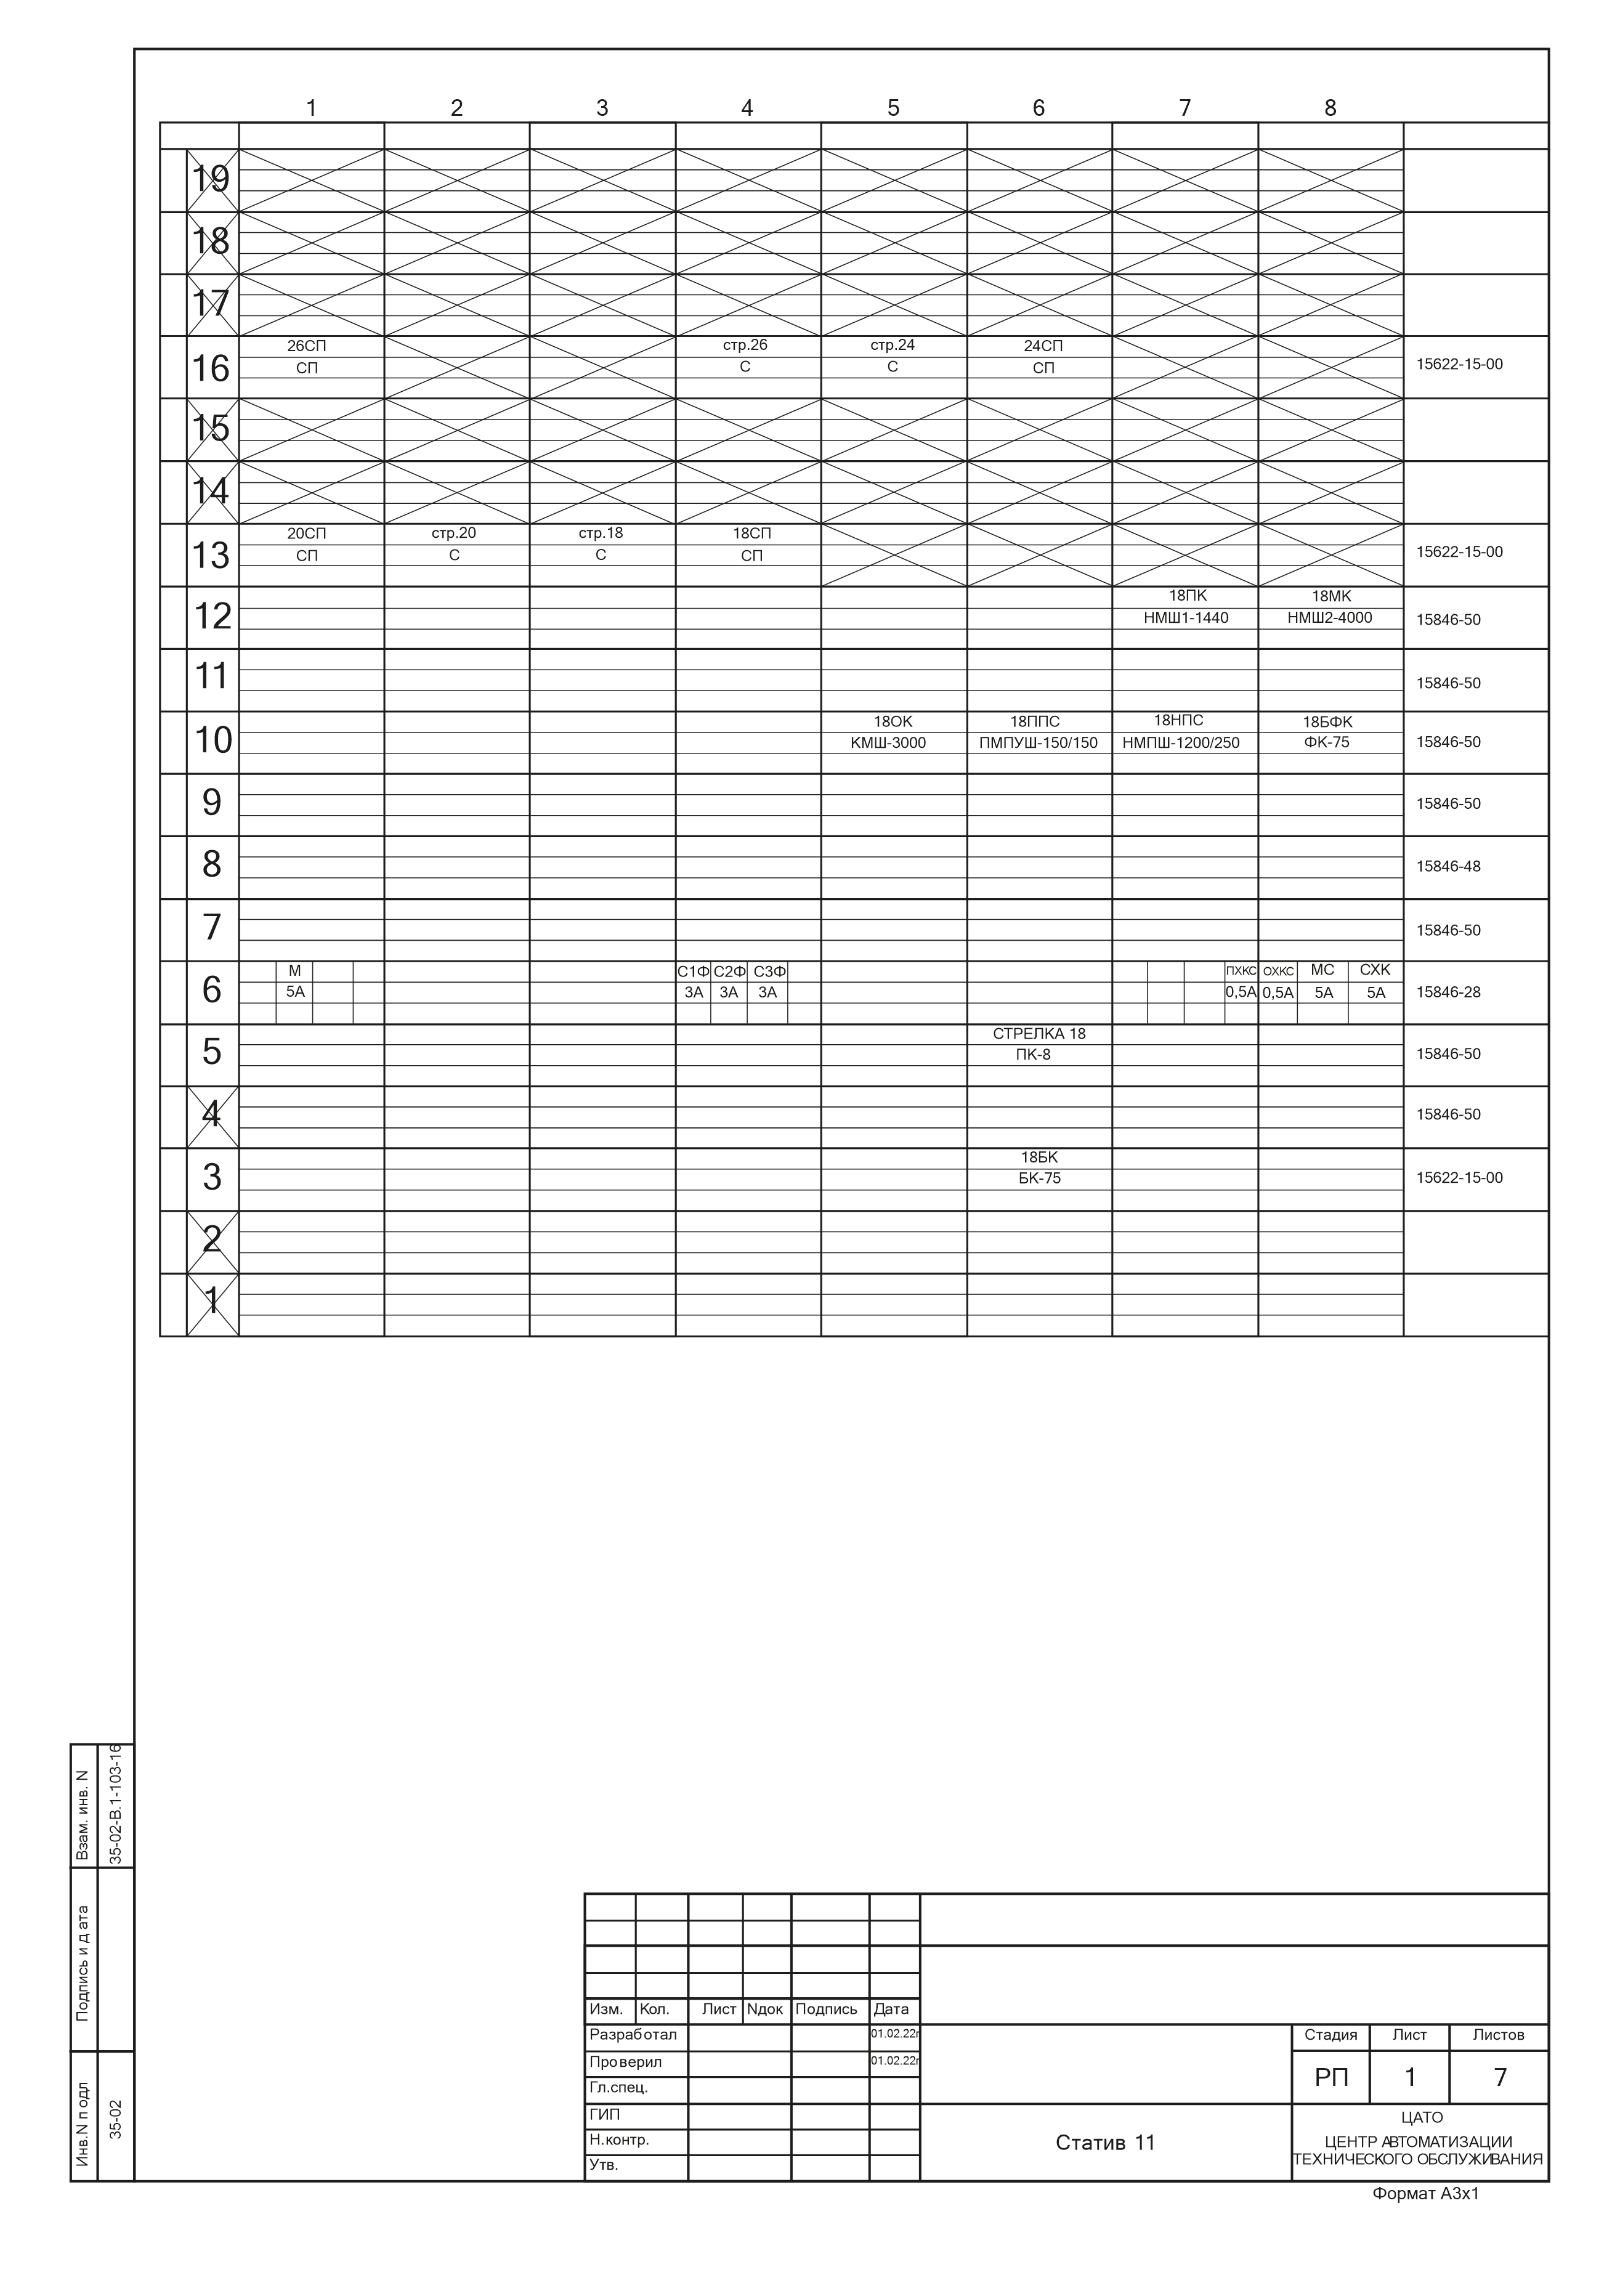 1 2 3 4 5 6 7 8
19
18
17
26СП стр.26 стр.24 24СП
16 СП С С СП 15622-15-00
15
14
20СП стр.20 стр.18 18СП
13 СП С С СП 15622-15-00
18ПК 18МК
12 НМШ1-1440 НМШ2-4000 15846-50
11 15846-50
18ОК 18ППС 18НПС 18БФК
10 КМШ-3000 ПМПУШ-150/150 НМПШ-1200/250 ФК-75 15846-50
9 15846-50
8 15846-48
7 15846-50
М С1Ф С2Ф С3Ф ПХКС ОХКС МС СХК
6 5А 3А 3А 3А 0,5А 0,5А 5А 5А 15846-28
СТРЕЛКА 18
5 ПК-8 15846-50
4 15846-50
18БК
3 БК-75 15622-15-00
2
1
Взам. инв. N 35-02-В.1-103-16
Подпись и дата
Инв.N подл 35-02
Изм. Кол. Лист Nдок Подпись Дата
Разработал 01.02.22г
Проверил 01.02.22г
Гл.спец.
ГИП
Н.контр.
Утв.
Статив 11
Стадия Лист Листов
РП 1 7
ЦАТО
ЦЕНТР АВТОМАТИЗАЦИИ
ТЕХНИЧЕСКОГО ОБСЛУЖИВАНИЯ
Формат А3х1